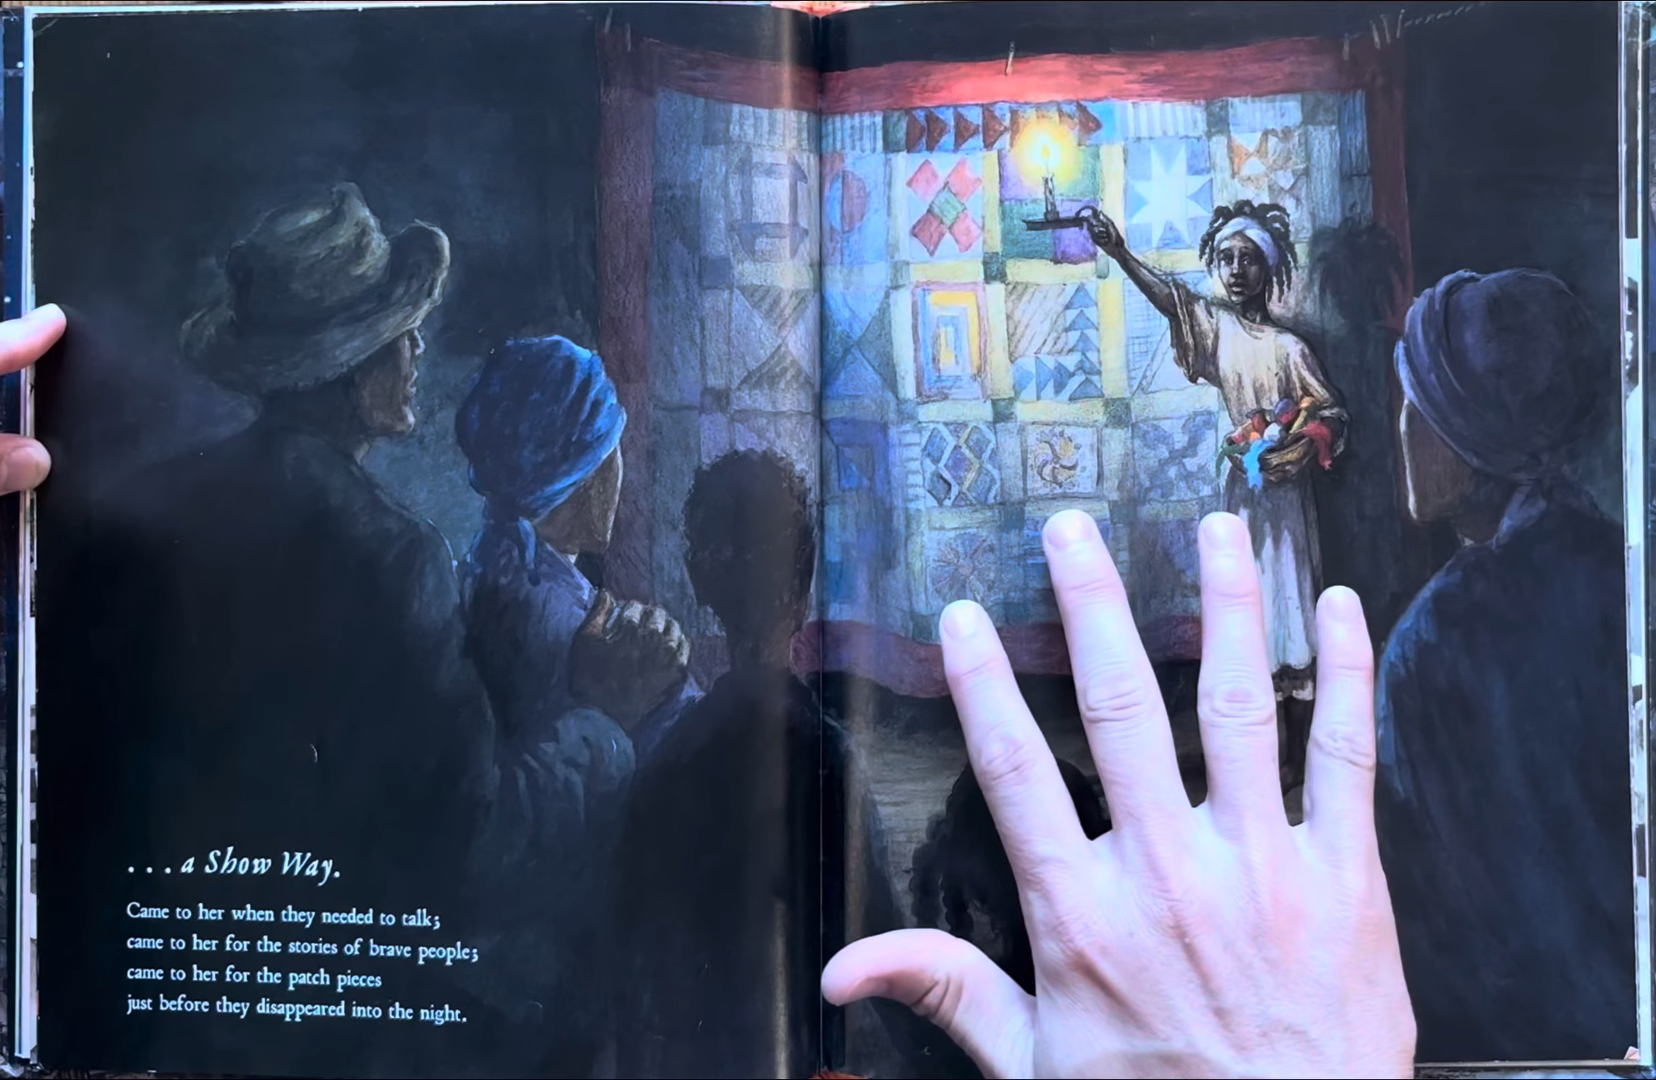 . . . a Show Way.
Came to her when they needed to talk;
came to her for the stories of brave people;
came to her for the patch pieces
just before they disappeared into the night.